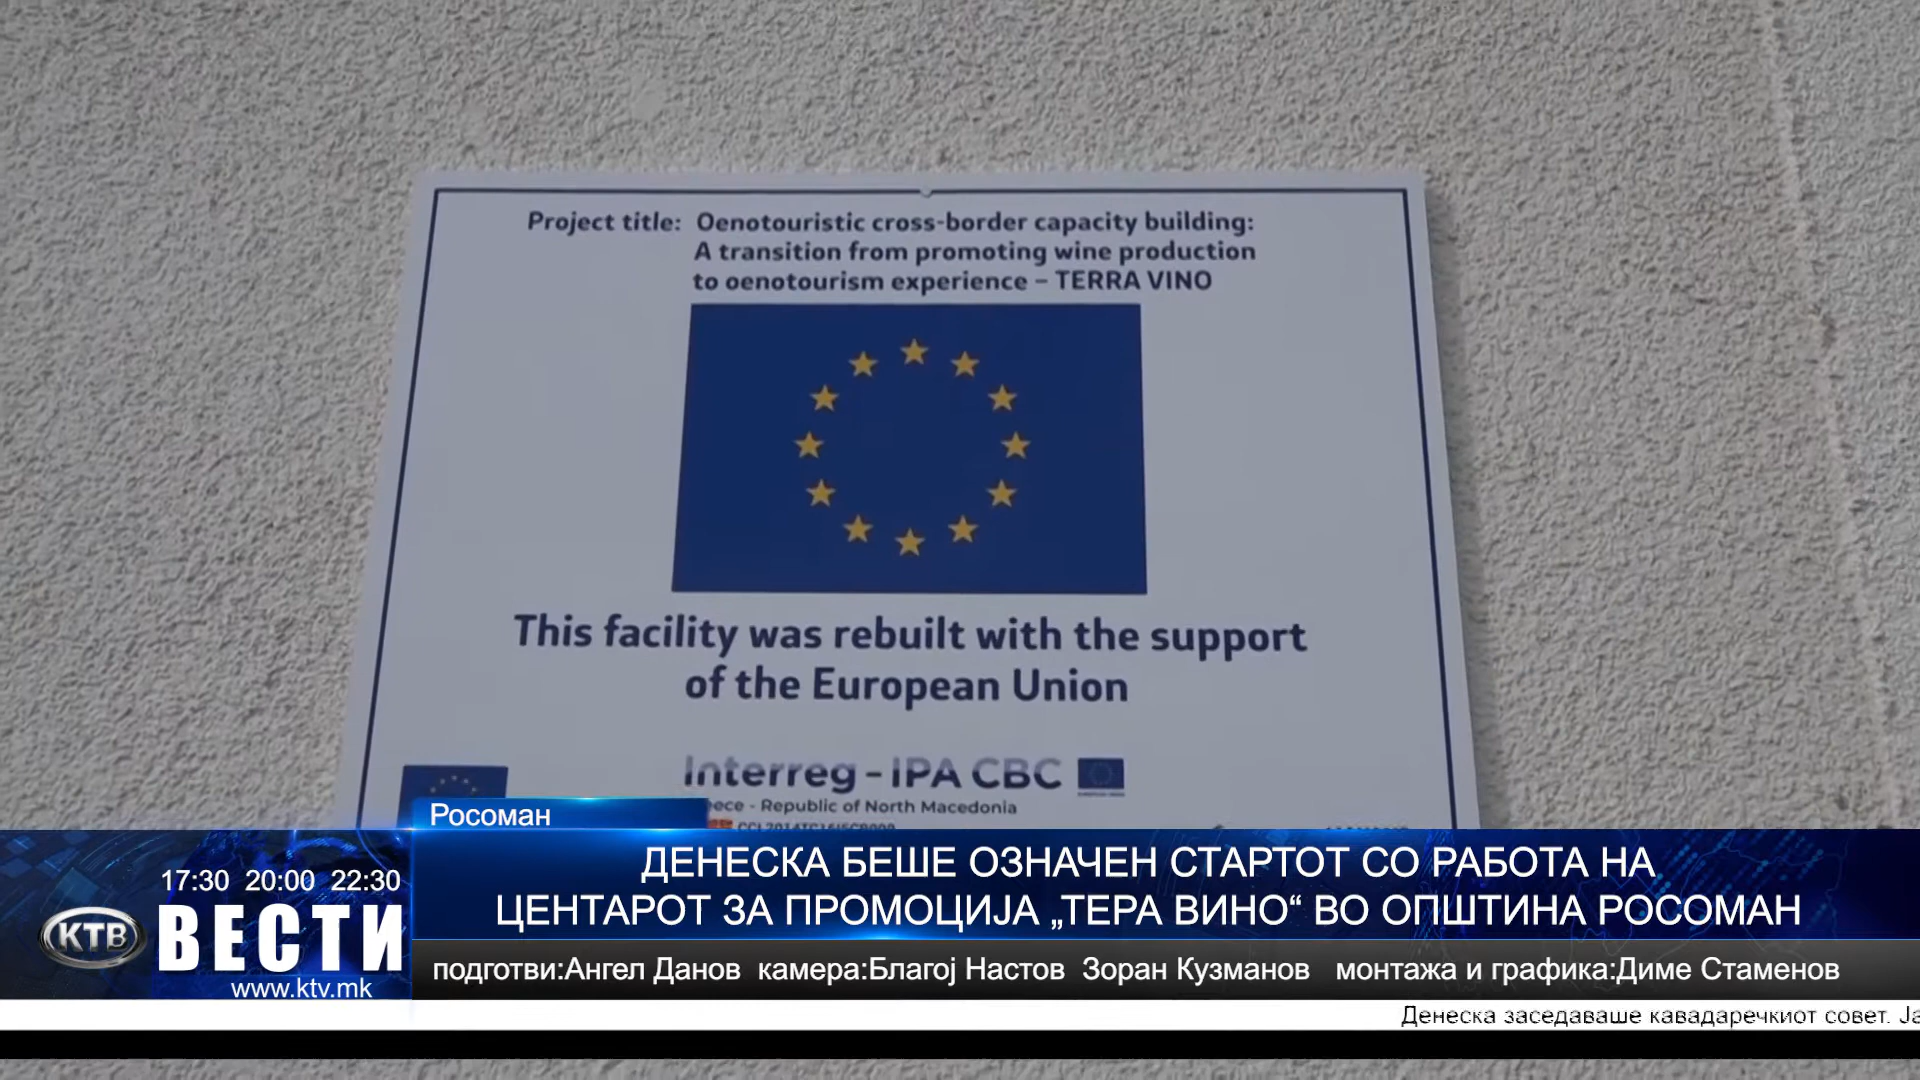 Project title: Oenotouristic cross-border capacity building:
A transition from promoting wine production
to oenotourism experience – TERRA VINO
This facility was rebuilt with the support
of the European Union
Interreg - IPA CBC
Republic of North Macedonia
Росоман
ДЕНЕСКА БЕШЕ ОЗНАЧЕН СТАРТОТ СО РАБОТА НА
ЦЕНТАРОТ ЗА ПРОМОЦИЈА „ТЕРА ВИНО“ ВО ОПШТИНА РОСОМАН
17:30 20:00 22:30
КТВ ВЕСТИ
www.ktv.mk
подготви:Ангел Данов камера:Благој Настов Зоран Кузманов монтажа и графика:Диме Стаменов
Денеска заседаваше кавадаречкиот совет.